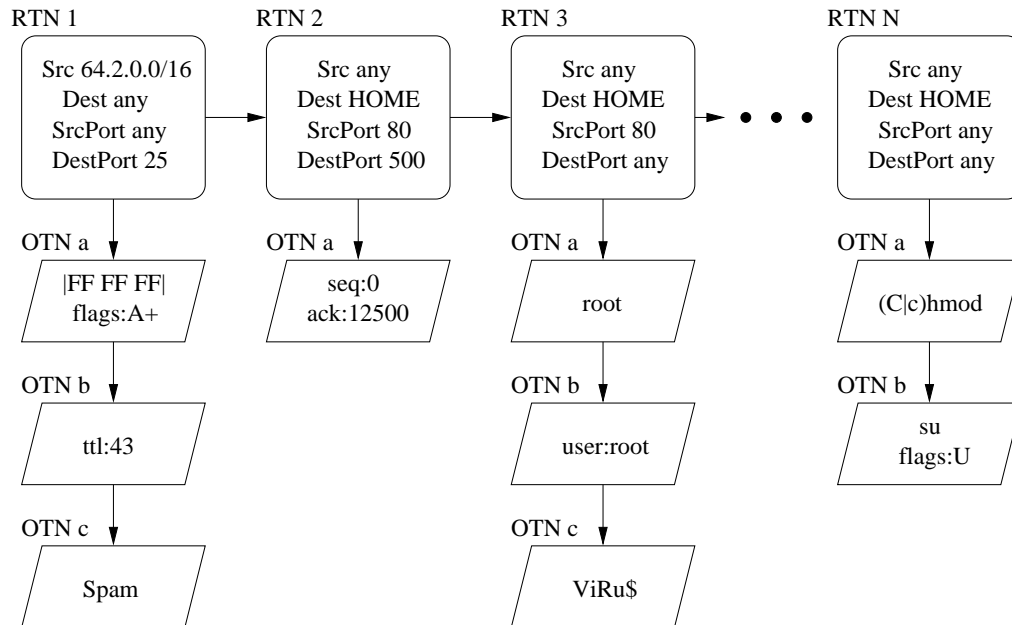 RTN 1
Src 64.2.0.0/16
Dest any
SrcPort any
DestPort 25
OTN a
|FF FF FF|
flags:A+
OTN b
ttl:43
OTN c
Spam
RTN 2
Src any
Dest HOME
SrcPort 80
DestPort 500
OTN a
seq:0
ack:12500
RTN 3
Src any
Dest HOME
SrcPort 80
DestPort any
OTN a
root
OTN b
user:root
OTN c
ViRu$
RTN N
Src any
Dest HOME
SrcPort any
DestPort any
OTN a
(C|c)hmod
OTN b
su
flags:U